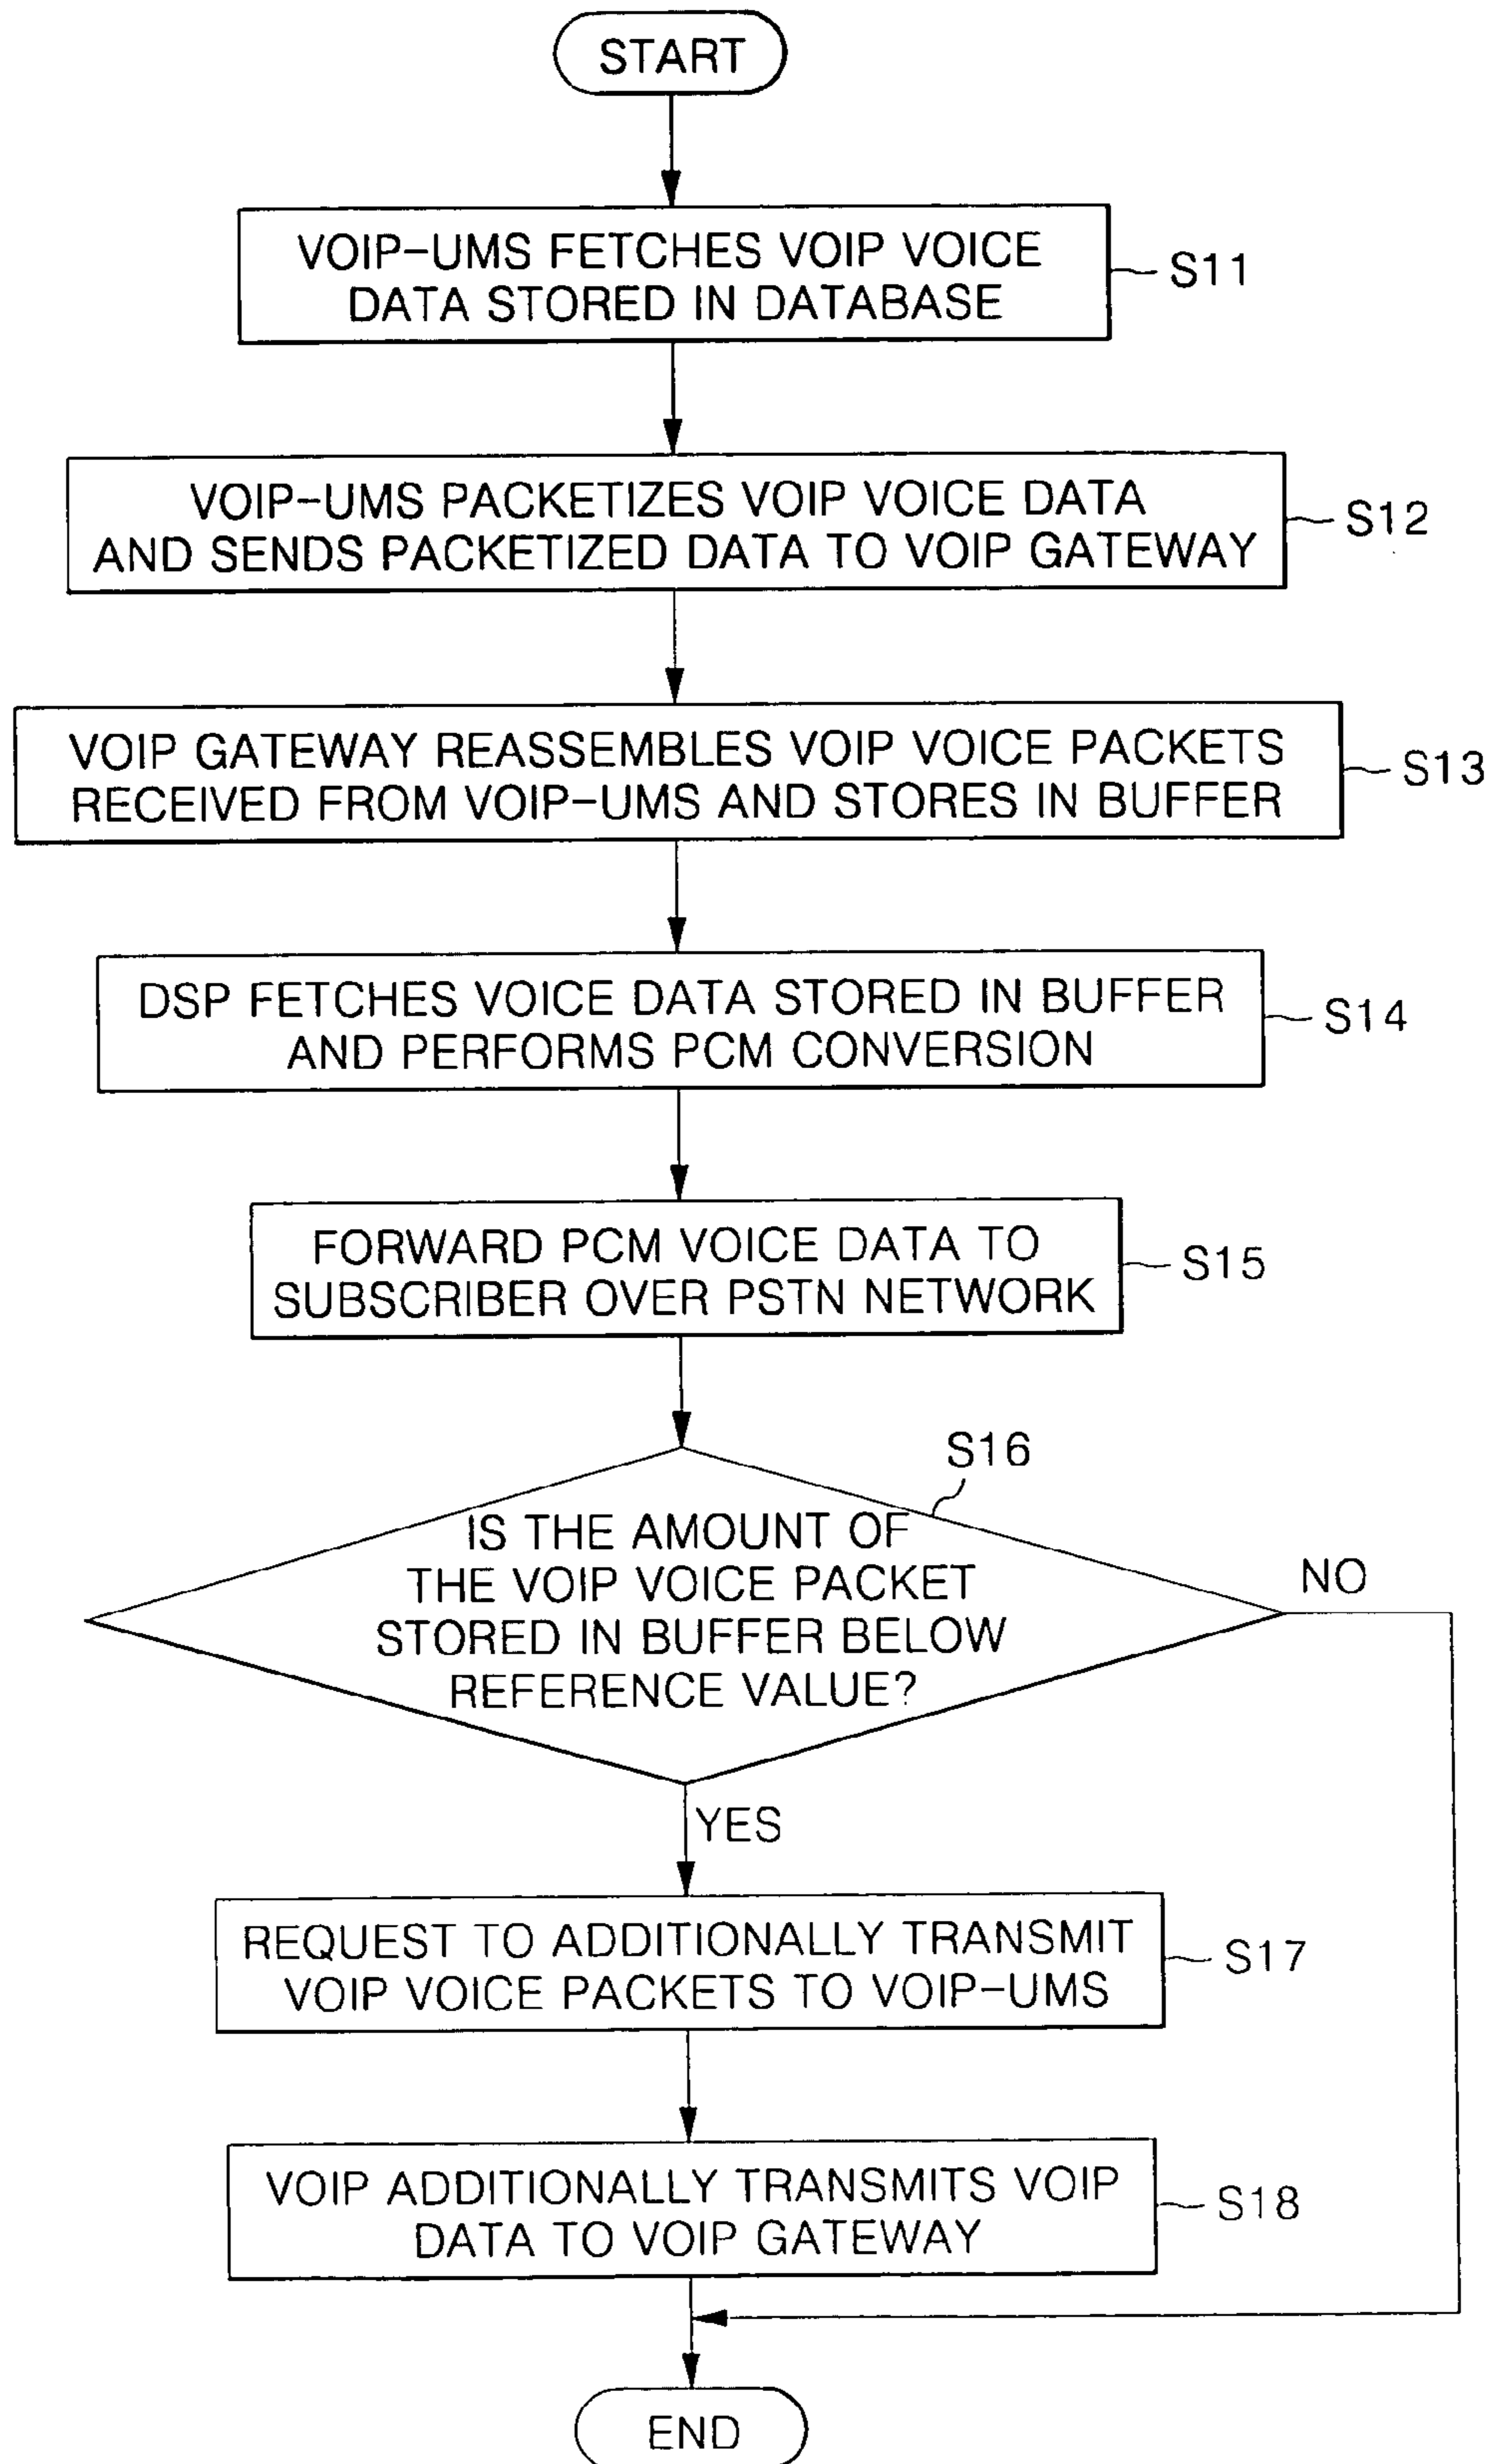 START
VOIP-UMS FETCHES VOIP VOICE
DATA STORED IN DATABASE
S11
VOIP-UMS PACKETIZES VOIP VOICE DATA
AND SENDS PACKETIZED DATA TO VOIP GATEWAY
S12
VOIP GATEWAY REASSEMBLES VOIP VOICE PACKETS
RECEIVED FROM VOIP-UMS AND STORES IN BUFFER
S13
DSP FETCHES VOICE DATA STORED IN BUFFER
AND PERFORMS PCM CONVERSION
S14
FORWARD PCM VOICE DATA TO
SUBSCRIBER OVER PSTN NETWORK
S15
S16
IS THE AMOUNT OF
THE VOIP VOICE PACKET
STORED IN BUFFER BELOW
REFERENCE VALUE?
NO
YES
REQUEST TO ADDITIONALLY TRANSMIT
VOIP VOICE PACKETS TO VOIP-UMS
S17
VOIP ADDITIONALLY TRANSMITS VOIP
DATA TO VOIP GATEWAY
S18
END